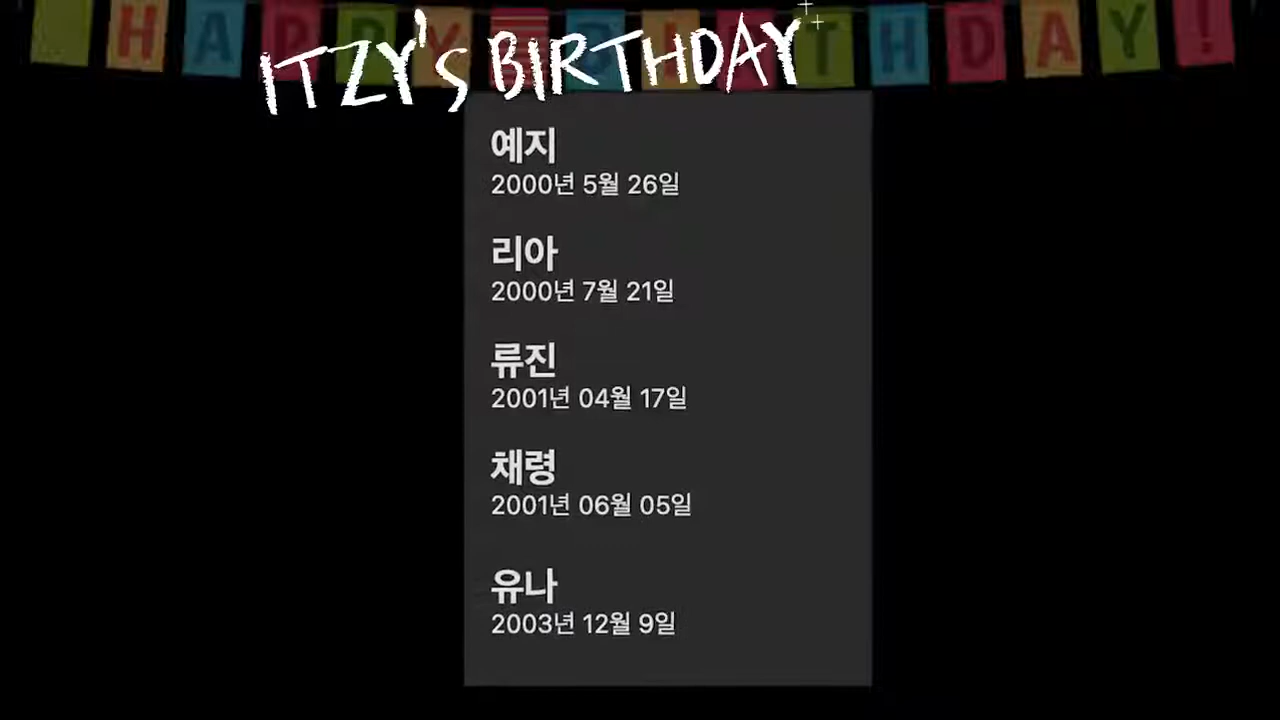 HAPPY BIRTHDAY!
ITZY's BIRTHDAY
예지
2000년 5월 26일
리아
2000년 7월 21일
류진
2001년 04월 17일
채령
2001년 06월 05일
유나
2003년 12월 9일